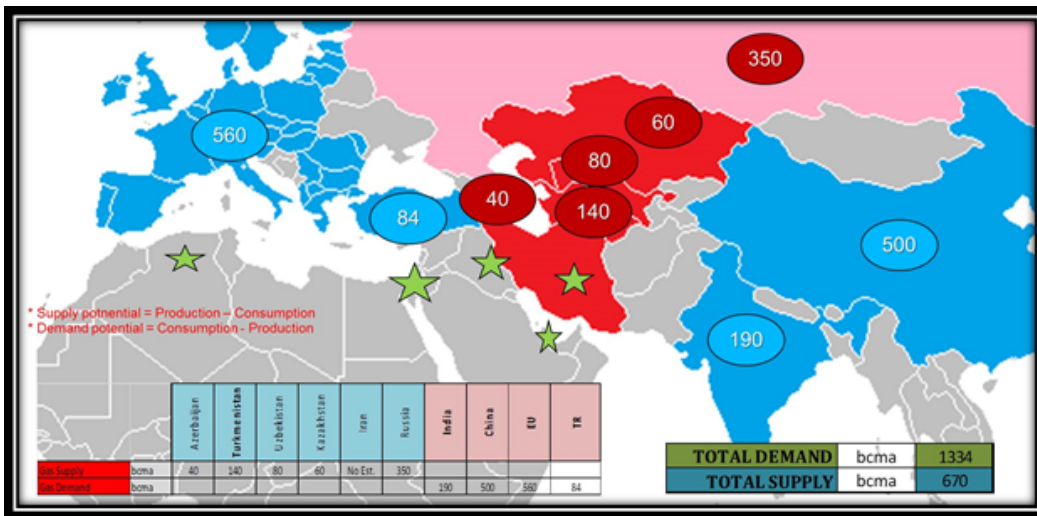 350
60
560
80
40
140
84
500
* Supply potnential = Production – Consumption
* Demand potential = Consumption - Production
190
Azerbaijan Turkmenistan Uzbekistan Kazakhstan Iran Russia India China EU TR
Gas Supply bcma 40 140 80 60 No Est. 350
Gas Demand bcma 190 500 560 84
TOTAL DEMAND bcma 1334
TOTAL SUPPLY bcma 670